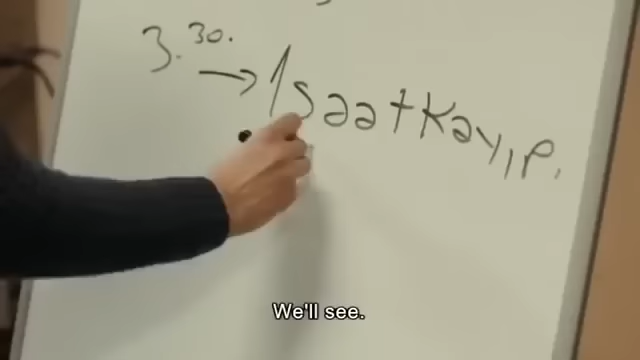 3.30.
→ 1saatkayıp.
We'll see.